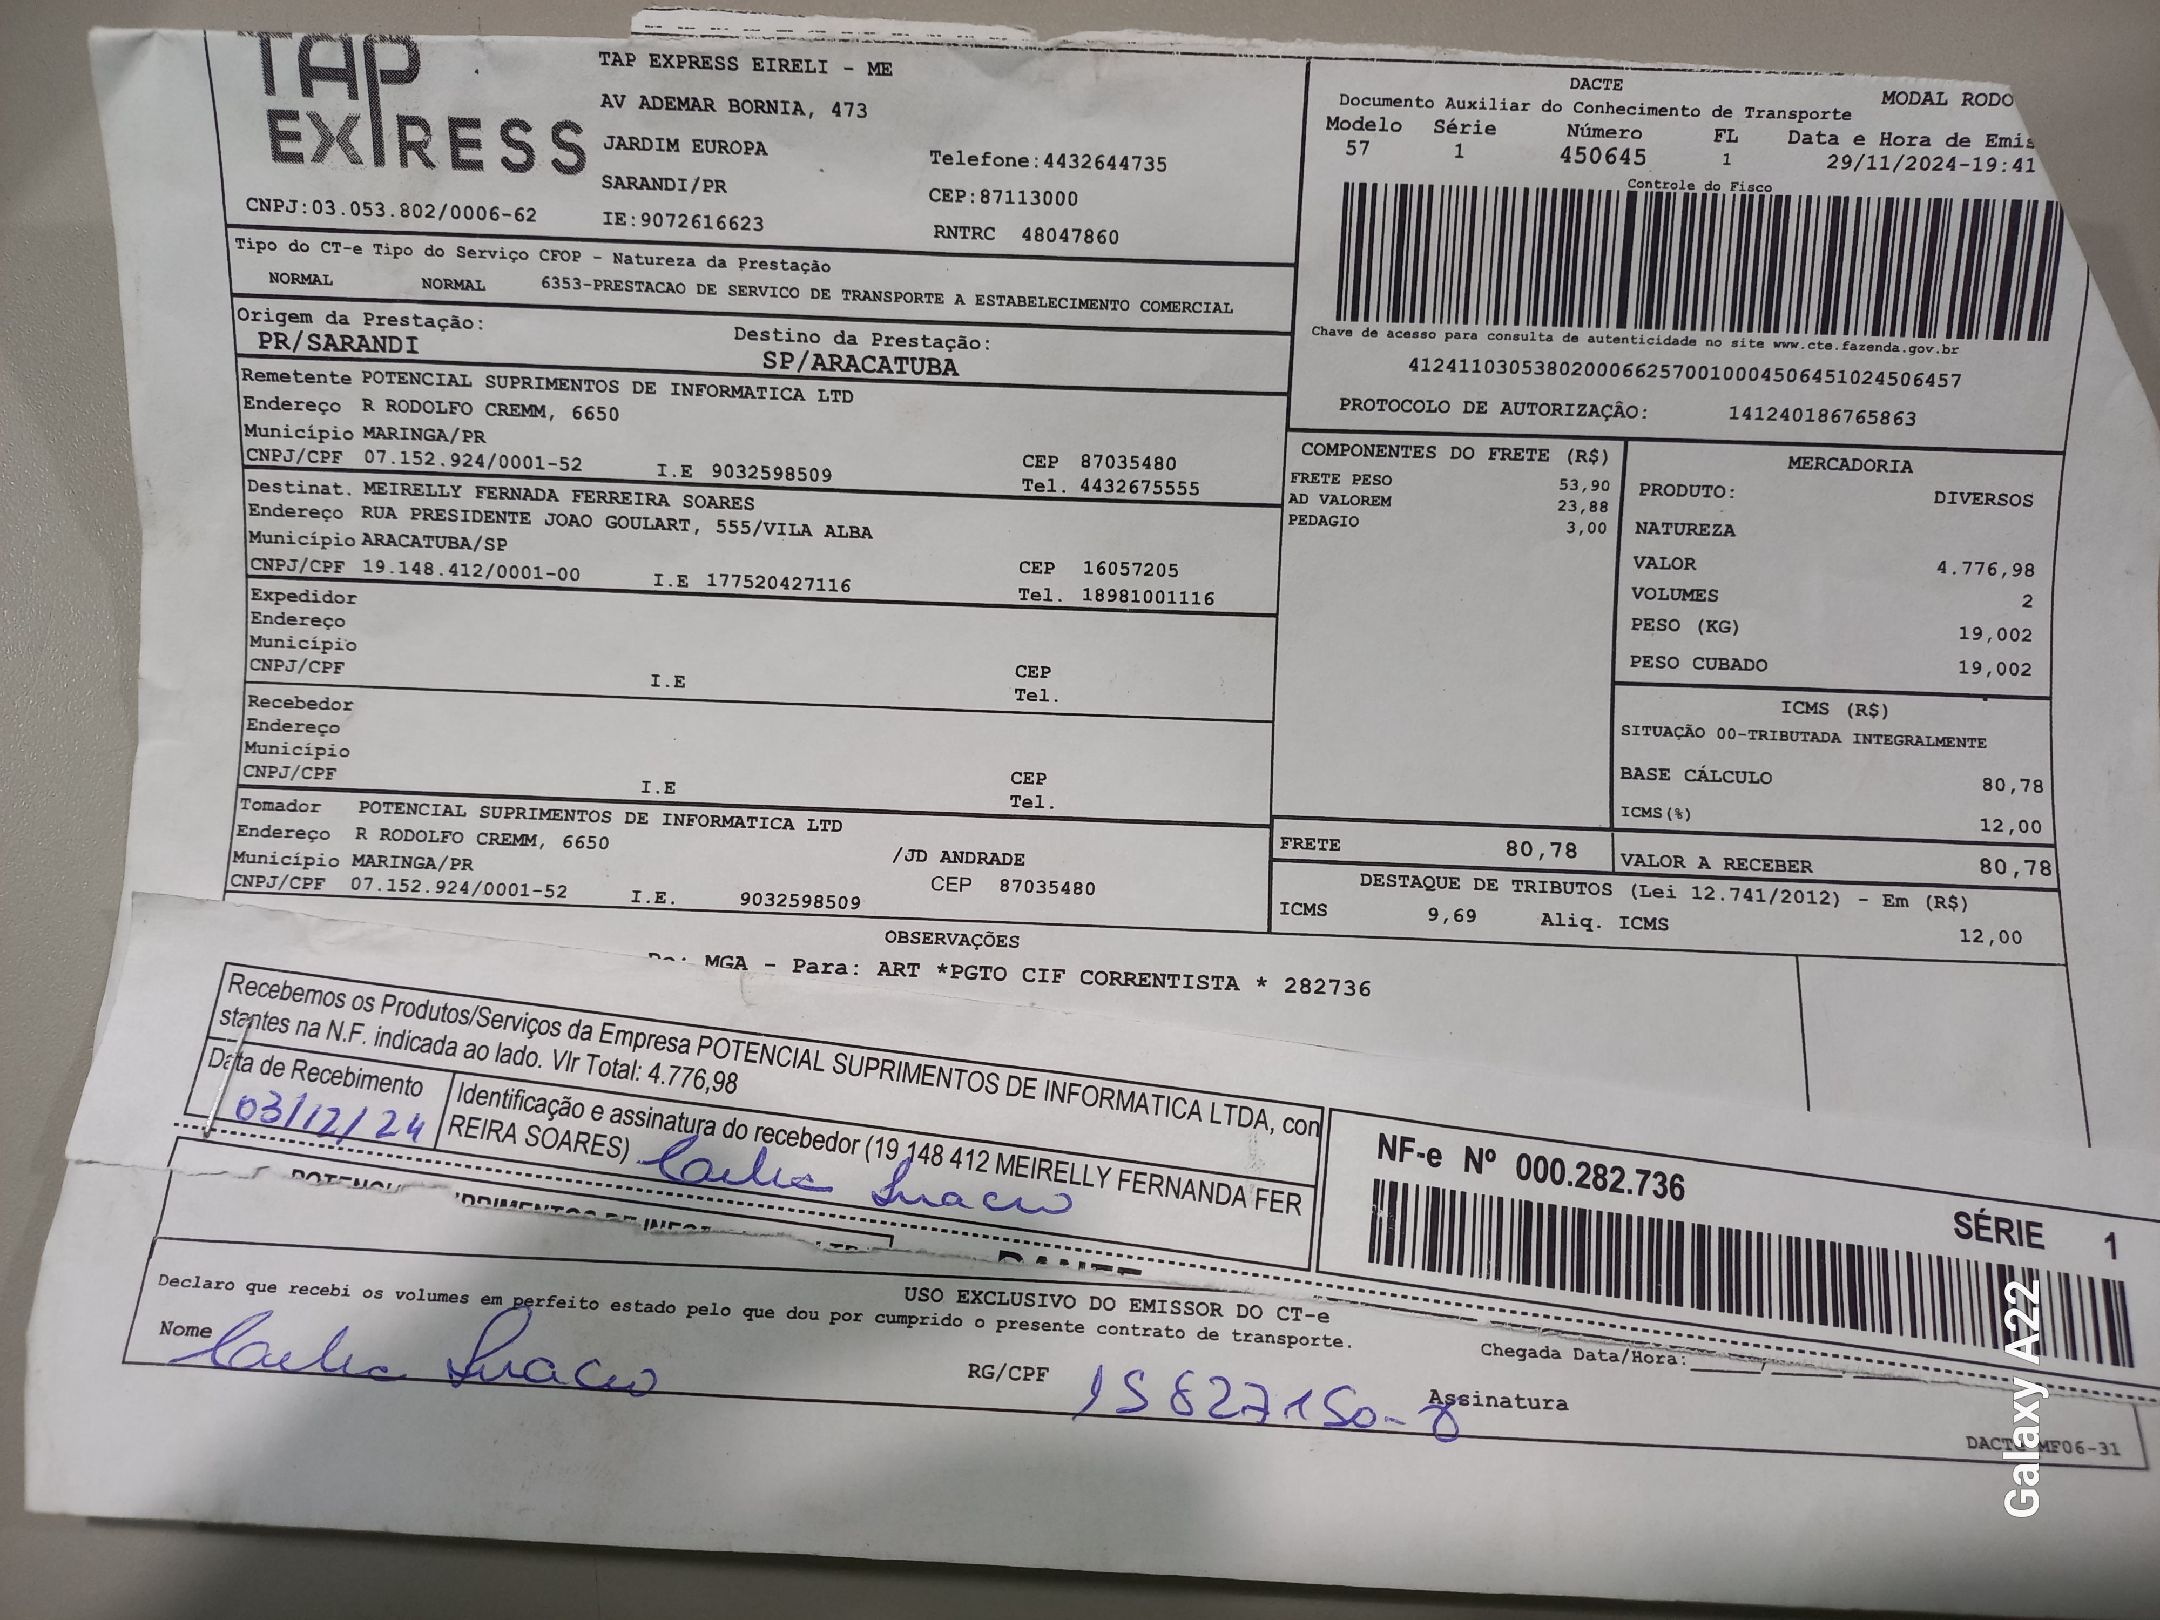 TAP EXPRESS
TAP EXPRESS EIRELI - ME
AV ADEMAR BORNIA, 473
JARDIM EUROPA
SARANDI/PR
IE:9072616623
Telefone:4432644735
CEP:87113000
RNTRC 48047860
CNPJ:03.053.802/0006-62
DACTE
MODAL RODO
Documento Auxiliar do Conhecimento de Transporte
Modelo Série Número FL Data e Hora de Emis
57 1 450645 1 29/11/2024-19:41
Controle do Fisco
Chave de acesso para consulta de autenticidade no site www.cte.fazenda.gov.br
41241103053802000662570010004506451024506457
PROTOCOLO DE AUTORIZAÇÃO: 141240186765863
Tipo do CT-e Tipo do Serviço CFOP - Natureza da Prestação
NORMAL NORMAL 6353-PRESTACAO DE SERVICO DE TRANSPORTE A ESTABELECIMENTO COMERCIAL
Origem da Prestação: Destino da Prestação:
PR/SARANDI SP/ARACATUBA
Remetente POTENCIAL SUPRIMENTOS DE INFORMATICA LTD
Endereço R RODOLFO CREMM, 6650
Município MARINGA/PR CEP 87035480
CNPJ/CPF 07.152.924/0001-52 I.E 9032598509 Tel. 4432675555
Destinat. MEIRELLY FERNADA FERREIRA SOARES
Endereço RUA PRESIDENTE JOAO GOULART, 555/VILA ALBA
Município ARACATUBA/SP CEP 16057205
CNPJ/CPF 19.148.412/0001-00 I.E 177520427116 Tel. 18981001116
Expedidor
Endereço
Município CEP
CNPJ/CPF I.E Tel.
Recebedor
Endereço
Município CEP
CNPJ/CPF I.E Tel.
Tomador POTENCIAL SUPRIMENTOS DE INFORMATICA LTD
Endereço R RODOLFO CREMM, 6650 /JD ANDRADE
Município MARINGA/PR CEP 87035480
CNPJ/CPF 07.152.924/0001-52 I.E. 9032598509
COMPONENTES DO FRETE (R$)
FRETE PESO 53,90
AD VALOREM 23,88
PEDAGIO 3,00
MERCADORIA
PRODUTO: DIVERSOS
NATUREZA
VALOR 4.776,98
VOLUMES 2
PESO (KG) 19,002
PESO CUBADO 19,002
ICMS (R$)
SITUAÇÃO 00-TRIBUTADA INTEGRALMENTE
BASE CÁLCULO 80,78
ICMS(%) 12,00
FRETE 80,78 VALOR A RECEBER 80,78
DESTAQUE DE TRIBUTOS (Lei 12.741/2012) - Em (R$)
ICMS 9,69 Aliq. ICMS 12,00
OBSERVAÇÕES
MGA - Para: ART *PGTO CIF CORRENTISTA * 282736
Recebemos os Produtos/Serviços da Empresa POTENCIAL SUPRIMENTOS DE INFORMATICA LTDA, con
stantes na N.F. indicada ao lado. Vlr Total: 4.776,98
Data de Recebimento
03/12/24
Identificação e assinatura do recebedor (19 148 412 MEIRELLY FERNANDA FER
REIRA SOARES)
NF-e Nº 000.282.736
SÉRIE 1
USO EXCLUSIVO DO EMISSOR DO CT-e
Declaro que recebi os volumes em perfeito estado pelo que dou por cumprido o presente contrato de transporte.
Nome RG/CPF Assinatura
Chegada Data/Hora:
Galaxy A22